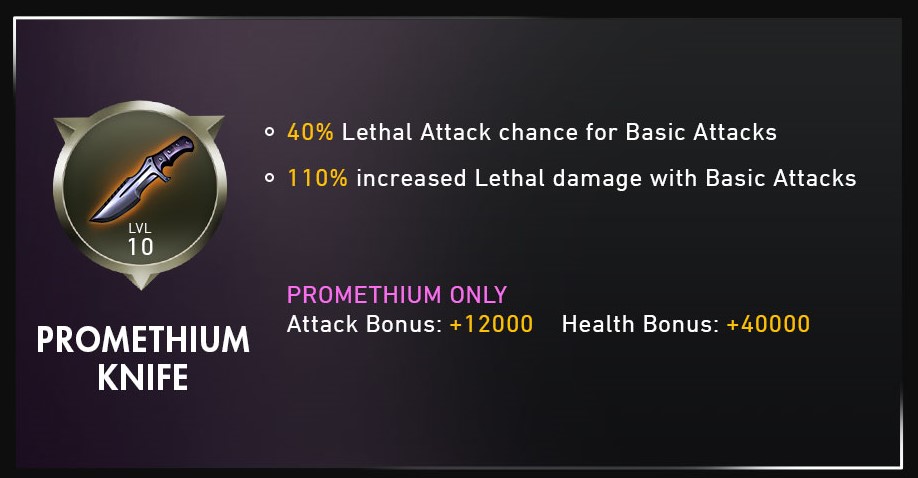 40% Lethal Attack chance for Basic Attacks
110% increased Lethal damage with Basic Attacks
LVL
10
PROMETHIUM ONLY
Attack Bonus: +12000 Health Bonus: +40000
PROMETHIUM
KNIFE